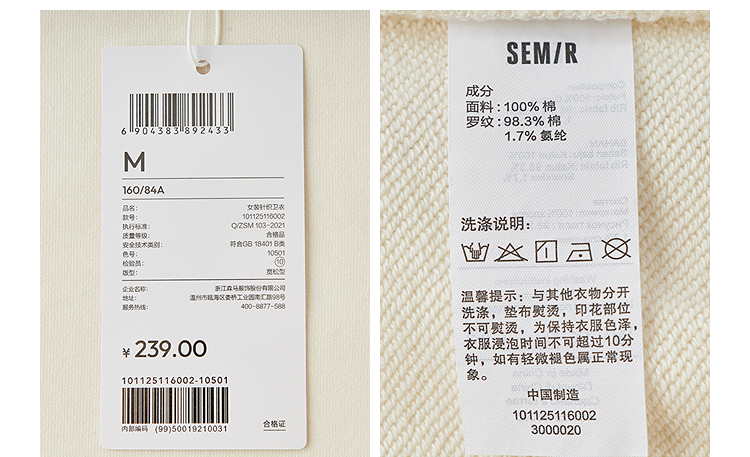 6 904383 892433
M
160/84A
品名: 女装针织卫衣
款号: 101125116002
执行标准: Q/ZSM 103-2021
质量等级: 合格品
安全技术类别: 符合GB 18401 B类
色号: 10501
检验员: 10
版型: 宽松型
企业名称: 浙江森马服饰股份有限公司
地址: 温州市瓯海区娄桥工业园南汇路98号
服务热线: 400-8877-588
¥ 239.00
101125116002-10501
内部编码 (99)50019210031 合格证
SEM/R
成分
面料: 100% 棉
罗纹: 98.3% 棉
1.7% 氨纶
洗涤说明:
温馨提示: 与其他衣物分开
洗涤, 垫布熨烫, 印花部位
不可熨烫, 为保持衣服色泽,
衣服浸泡时间不可超过10分
钟, 如有轻微褪色属正常现
象。
中国制造
101125116002
3000020